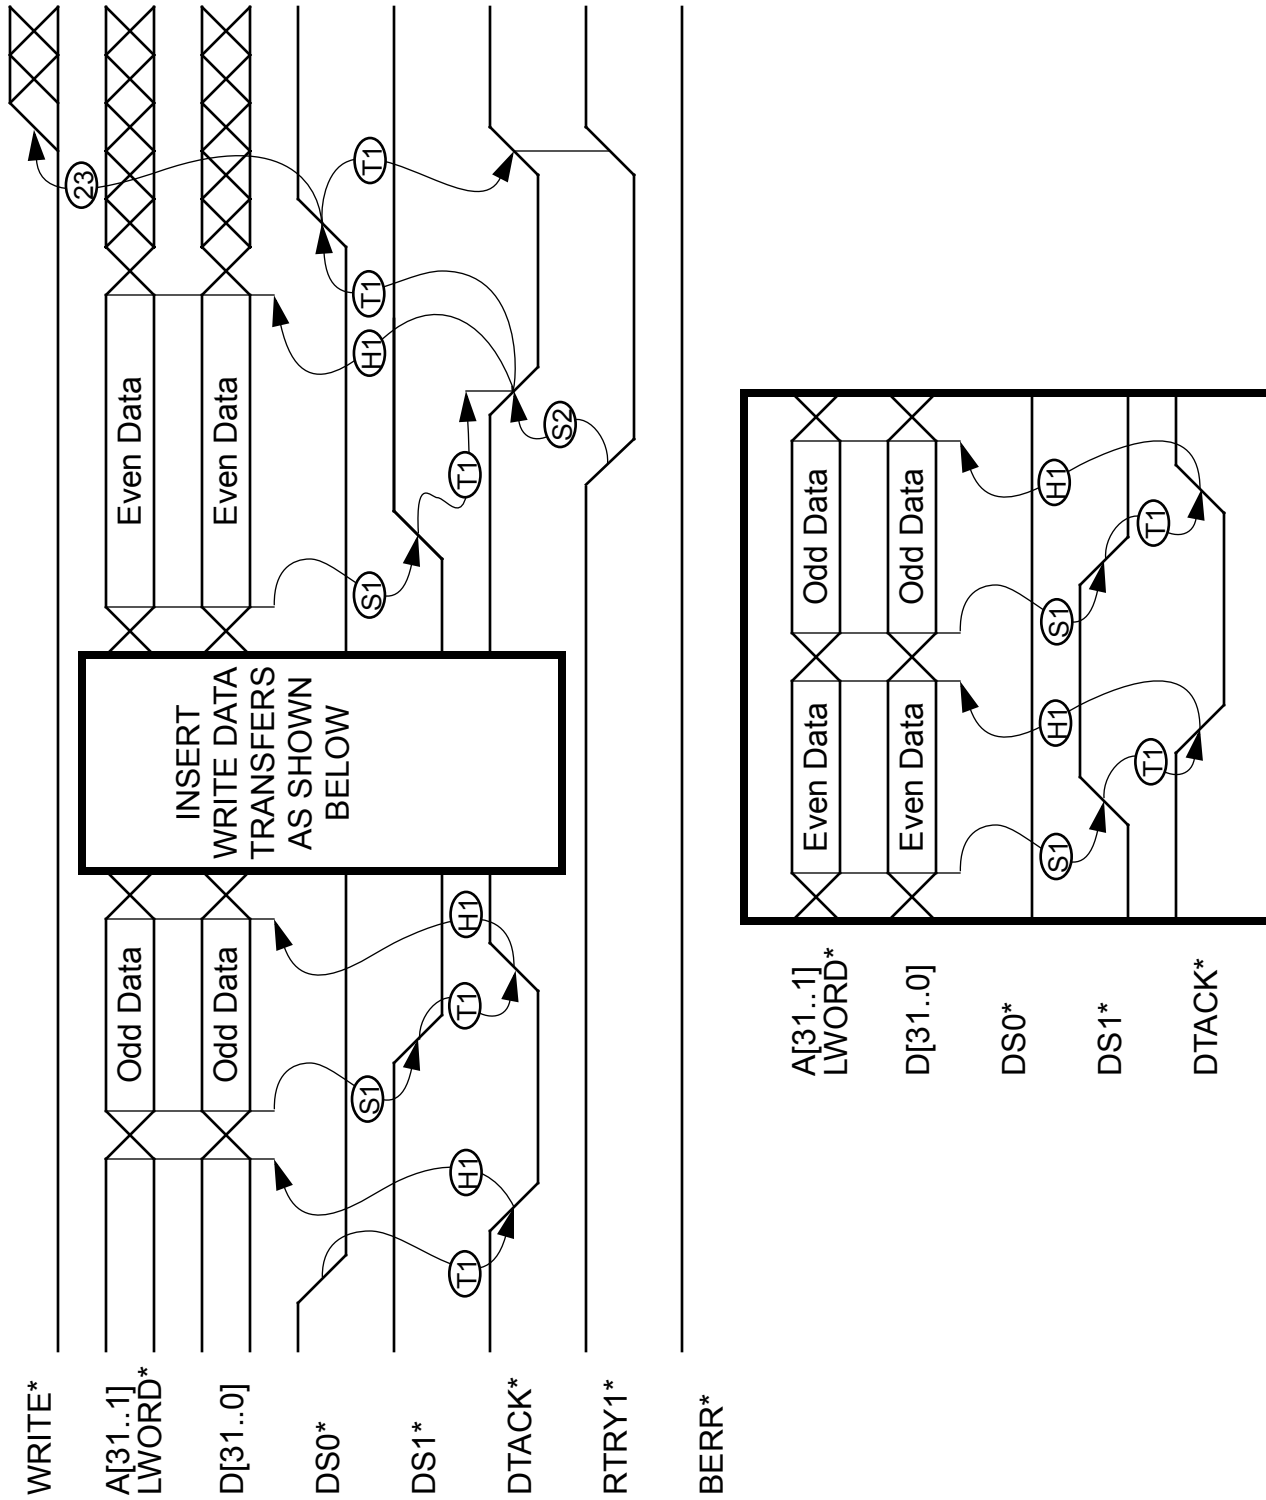 WRITE*
A[31..1]
LWORD*
D[31..0]
DS0*
DS1*
DTACK*
RTRY1*
BERR*
Odd Data
Odd Data
INSERT
WRITE DATA
TRANSFERS
AS SHOWN
BELOW
Even Data
Even Data
T1
H1
S1
T1
H1
S1
T1
S2
H1
T1
T1
23
A[31..1]
LWORD*
D[31..0]
DS0*
DS1*
DTACK*
Even Data
Odd Data
Even Data
Odd Data
S1
T1
H1
S1
T1
H1